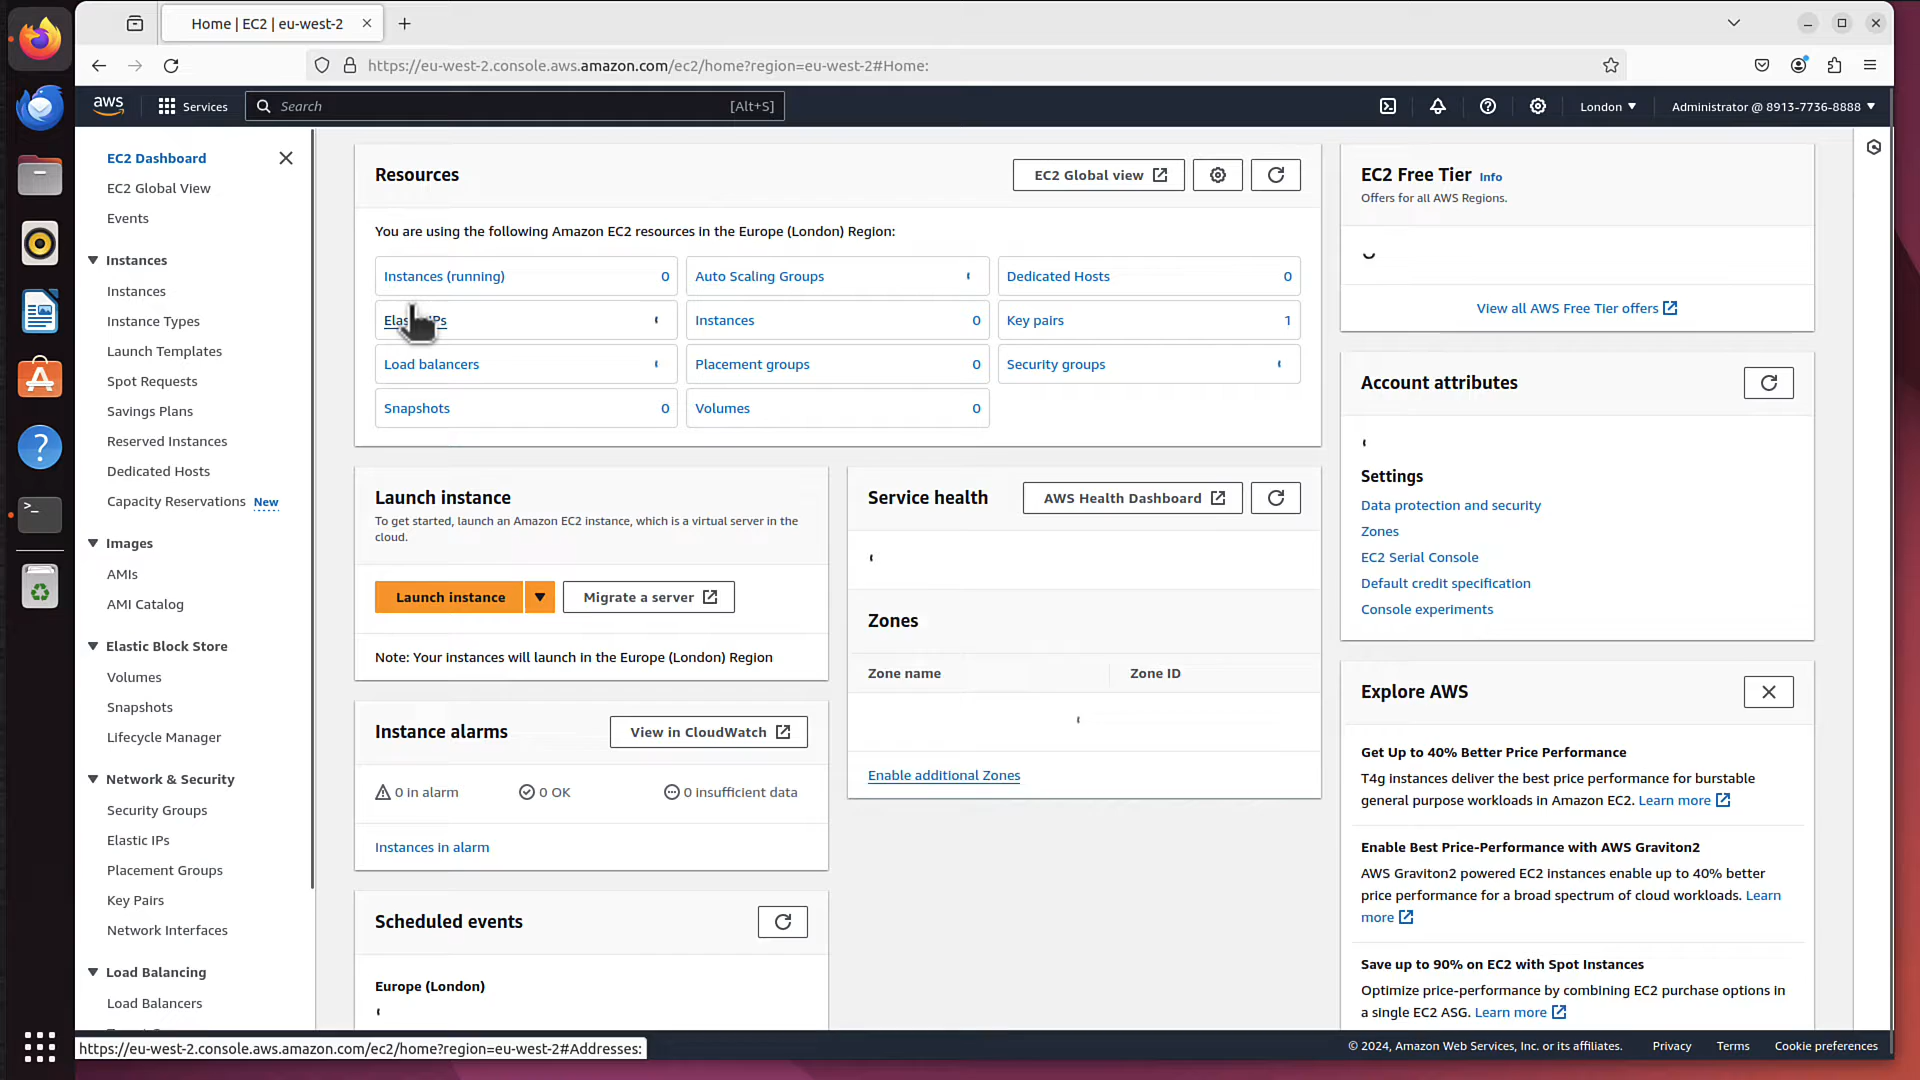 Home | EC2 | eu-west-2
https://eu-west-2.console.aws.amazon.com/ec2/home?region=eu-west-2#Home:
aws
Services
Search
[Alt+S]
London
Administrator @ 8913-7736-8888
EC2 Dashboard
EC2 Global View
Events
Instances
Instances
Instance Types
Launch Templates
Spot Requests
Savings Plans
Reserved Instances
Dedicated Hosts
Capacity Reservations New
Images
AMIs
AMI Catalog
Elastic Block Store
Volumes
Snapshots
Lifecycle Manager
Network & Security
Security Groups
Elastic IPs
Placement Groups
Key Pairs
Network Interfaces
Load Balancing
Load Balancers
Resources
EC2 Global view
You are using the following Amazon EC2 resources in the Europe (London) Region:
Instances (running) 0
Auto Scaling Groups
Dedicated Hosts 0
Elastic IPs
Instances 0
Key pairs 1
Load balancers
Placement groups 0
Security groups
Snapshots 0
Volumes 0
Launch instance
To get started, launch an Amazon EC2 instance, which is a virtual server in the
cloud.
Launch instance
Migrate a server
Note: Your instances will launch in the Europe (London) Region
Instance alarms
View in CloudWatch
0 in alarm
0 OK
0 insufficient data
Instances in alarm
Scheduled events
Europe (London)
Service health
AWS Health Dashboard
Zones
Zone name
Zone ID
Enable additional Zones
EC2 Free Tier Info
Offers for all AWS Regions.
View all AWS Free Tier offers
Account attributes
Settings
Data protection and security
Zones
EC2 Serial Console
Default credit specification
Console experiments
Explore AWS
Get Up to 40% Better Price Performance
T4g instances deliver the best price performance for burstable
general purpose workloads in Amazon EC2. Learn more
Enable Best Price-Performance with AWS Graviton2
AWS Graviton2 powered EC2 instances enable up to 40% better
price performance for a broad spectrum of cloud workloads. Learn
more
Save up to 90% on EC2 with Spot Instances
Optimize price-performance by combining EC2 purchase options in
a single EC2 ASG. Learn more
https://eu-west-2.console.aws.amazon.com/ec2/home?region=eu-west-2#Addresses:
© 2024, Amazon Web Services, Inc. or its affiliates.
Privacy
Terms
Cookie preferences